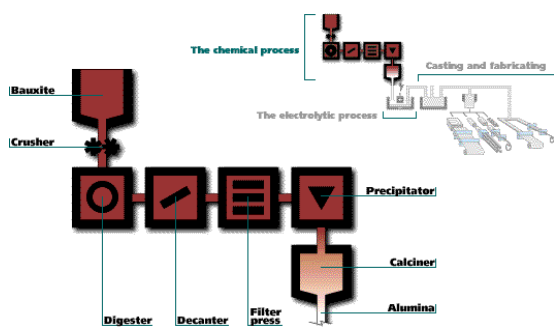 The chemical process
Casting and fabricating
The electrolytic process
Bauxite
Crusher
Precipitator
Calciner
Alumina
Digester
Decanter
Filter
press